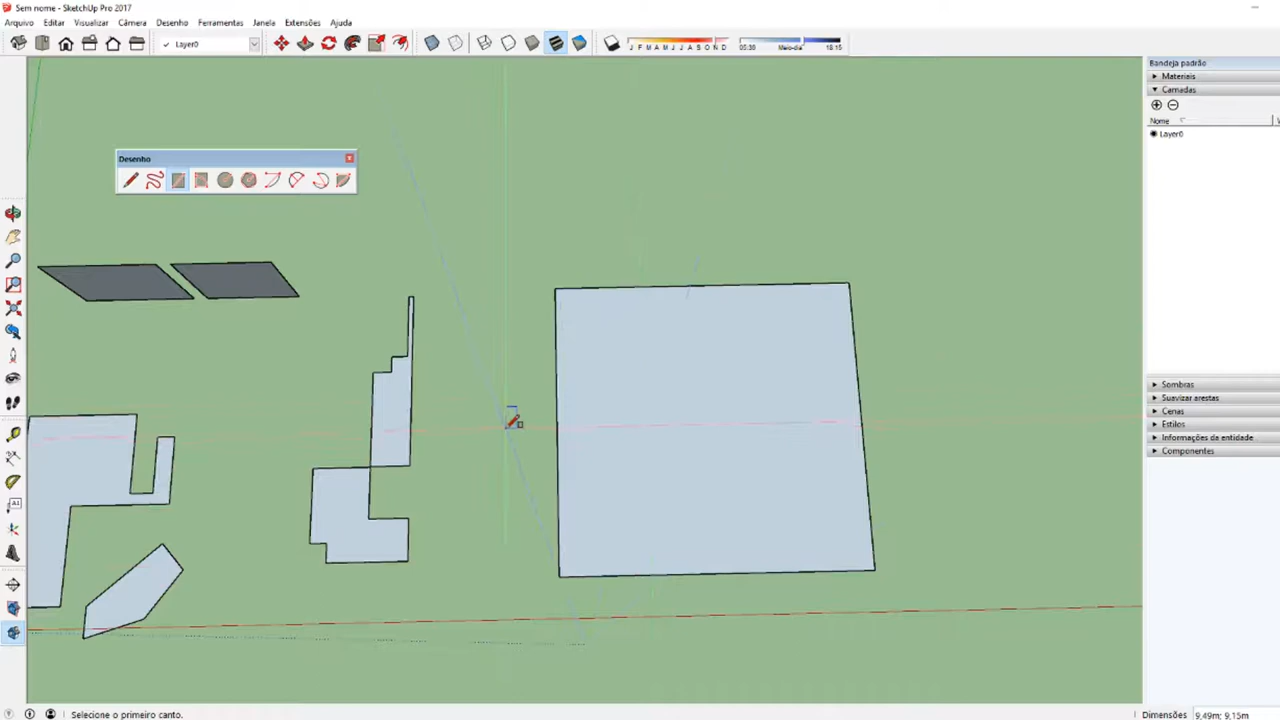 Sem nome - SketchUp Pro 2017
Arquivo Editar Visualizar Câmera Desenho Ferramentas Janela Extensões Ajuda
Layer0
J F M A M J J A S O N D
05:30 Meio-dia 18:15
Bandeja padrão
Materiais
Camadas
Nome
Layer0
Desenho
Sombras
Suavizar arestas
Cenas
Estilos
Informações da entidade
Componentes
Selecione o primeiro canto.
Dimensões 9,49m; 9,15m